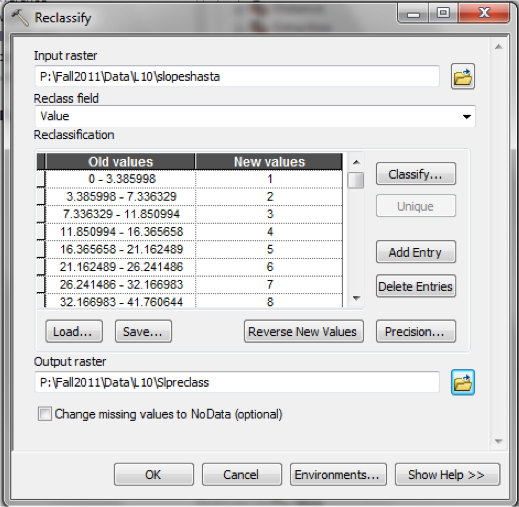 Reclassify
Input raster
P:\Fall2011\Data\L10\slopeshasta
Reclass field
Value
Reclassification
Old values New values
0 - 3.385998 1
3.385998 - 7.336329 2
7.336329 - 11.850994 3
11.850994 - 16.365658 4
16.365658 - 21.162489 5
21.162489 - 26.241486 6
26.241486 - 32.166983 7
32.166983 - 41.760644 8
Classify...
Unique
Add Entry
Delete Entries
Load... Save... Reverse New Values Precision...
Output raster
P:\Fall2011\Data\L10\Slpreclass
Change missing values to NoData (optional)
OK Cancel Environments... Show Help >>